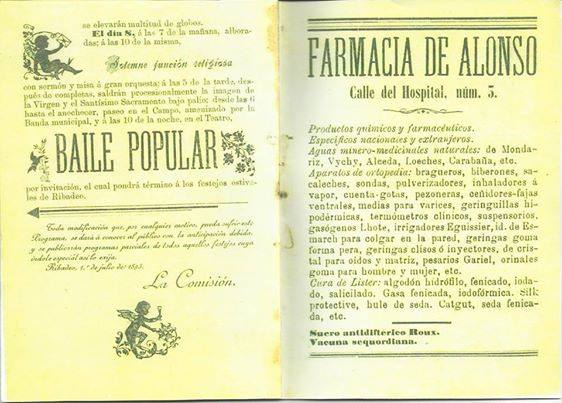 se elevarán multitud de globos.
El día 8, á las 7 de la mañana, albora-
das; á las 10 de la misma,
Solemne función religiosa
con sermón y misa á gran orquesta; á las 5 de la tarde, des-
pués de completas, saldrán procesionalmente la imagen de
la Virgen y el Santísimo Sacramento bajo palio; desde las 6
hasta el anochecer, paseo en el Campo, amenizado por la
Banda municipal, y á las 10 de la noche, en el Teatro,
BAILE POPULAR
por invitación, el cual pondrá término á los festejos estiva-
les de Ribadeo.
Toda modificación que, por cualquier motivo, pueda sufrir este
Programa, se dará á conocer al público con la anticipación debida,
y se publicarán programas parciales de todos aquellos festejos cuya
índole especial así lo exija.
Ribadeo, 1.º de julio de 1895.
La Comisión.
FARMACIA DE ALONSO
Calle del Hospital, núm. 3.
Productos químicos y farmacéuticos.
Específicos nacionales y extranjeros.
Aguas minero-medicinales naturales: de Monda-
riz, Vychy, Alceda, Loeches, Carabaña, etc.
Aparatos de ortopedia: bragueros, biberones, sa-
caleches, sondas, pulverizadores, inhaladores á
vapor, cuenta-gotas, pezoneras, ceñidores-fajas
ventrales, medias para varices, geringuillas hi-
podérmicas, termómetros clínicos, suspensorios,
gasógenos Lhote, irrigadores Eguissier, id. de Es-
march para colgar en la pared, geringas goma
forma pera, geringas clisos ó inyectores, de cris-
tal para oidos y matriz, pesarios Gariel, orinales
goma para hombre y mujer, etc.
Cura de Lister: algodón hidrófilo, fenicado, ioda-
do, salicilado. Gasa fenicada, iodofórmica. Silk
protective, hule de seda. Catgut, seda fenica-
da, etc.
Suero antidiftérico Roux.
Vacuna sequordiana.